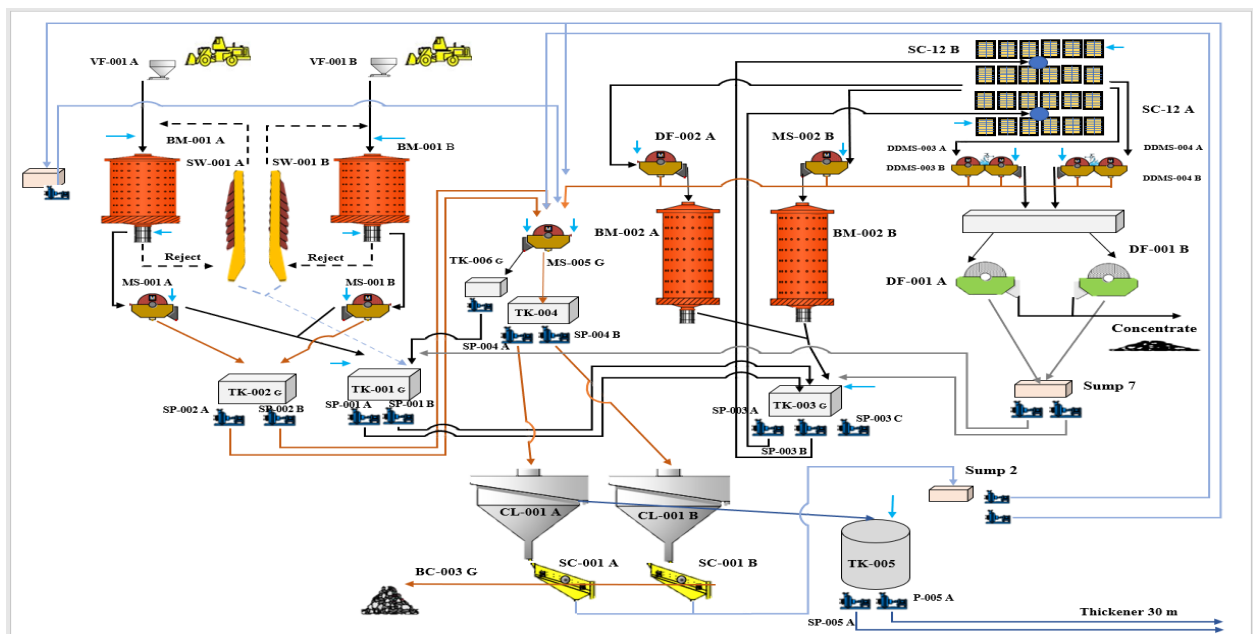 VF-001 A
VF-001 B
SC-12 B
SC-12 A
BM-001 A
BM-001 B
SW-001 A
SW-001 B
DF-002 A
MS-002 B
DDMS-003 A
DDMS-003 B
DDMS-004 A
DDMS-004 B
BM-002 A
BM-002 B
Reject
Reject
MS-001 A
MS-001 B
TK-006 G
MS-005 G
DF-001 B
DF-001 A
TK-004
SP-004 B
SP-004 A
Concentrate
TK-002 G
TK-001 G
SP-002 A
SP-002 B
SP-001 A
SP-001 B
TK-003 G
SP-003 A
SP-003 C
SP-003 B
Sump 7
Sump 2
CL-001 A
CL-001 B
SC-001 A
SC-001 B
BC-003 G
TK-005
P-005 A
SP-005 A
Thickener 30 m